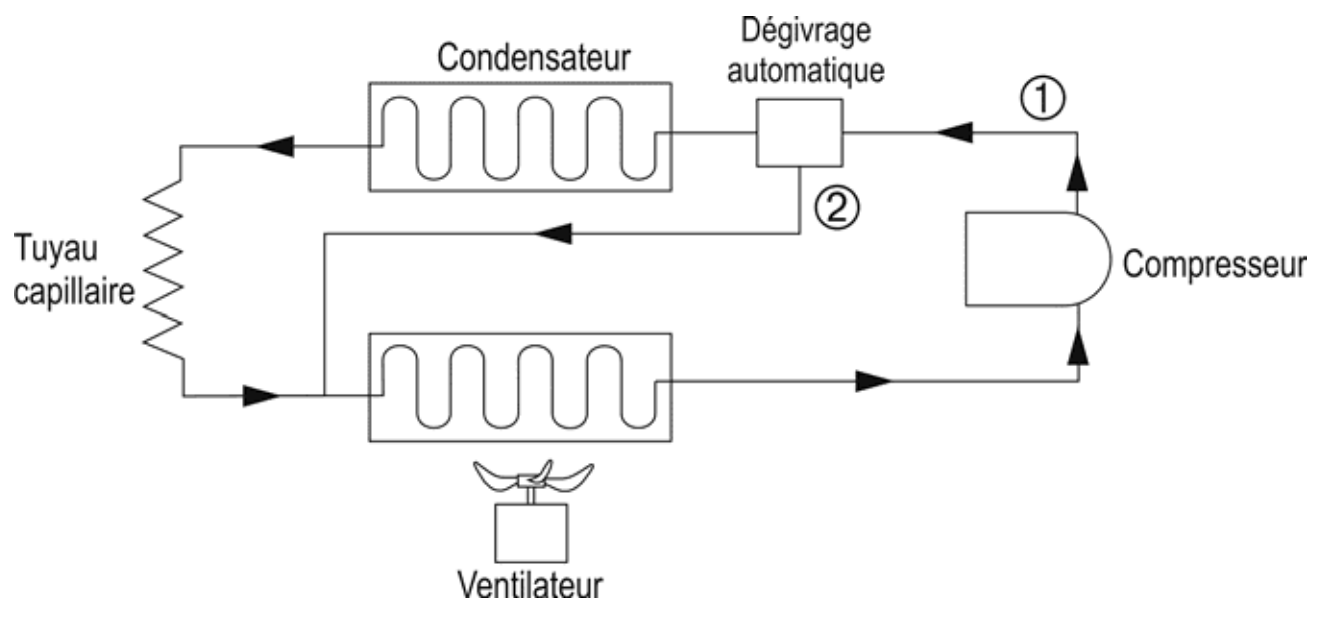 Dégivrage
automatique
Condensateur
①
②
Tuyau
capillaire
Compresseur
Ventilateur